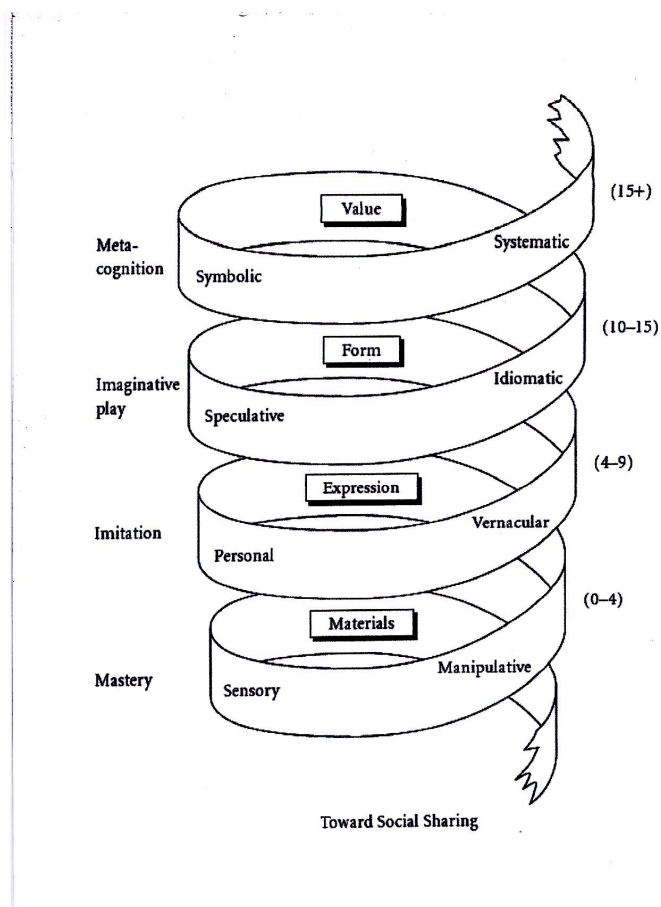 (15+)
Value
Systematic
Meta-
cognition
Symbolic
(10–15)
Form
Idiomatic
Imaginative
play
Speculative
(4–9)
Expression
Vernacular
Imitation
Personal
(0–4)
Materials
Manipulative
Mastery
Sensory
Toward Social Sharing